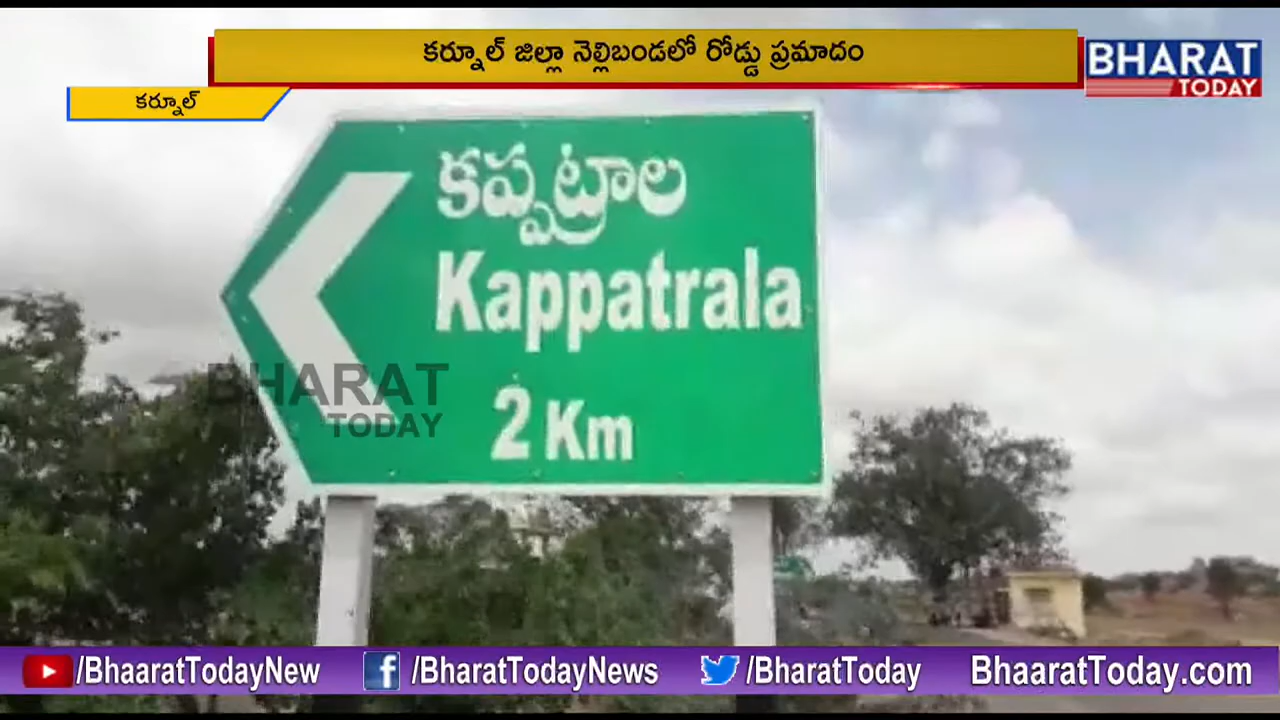 కర్నూల్ జిల్లా నెల్లిబండలో రోడ్డు ప్రమాదం
BHARAT
TODAY
కర్నూల్
కప్పట్రాల
Kappatrala
2 Km
BHARAT
TODAY
/BhaaratTodayNew
/BharatTodayNews
/BharatToday
BhaaratToday.com